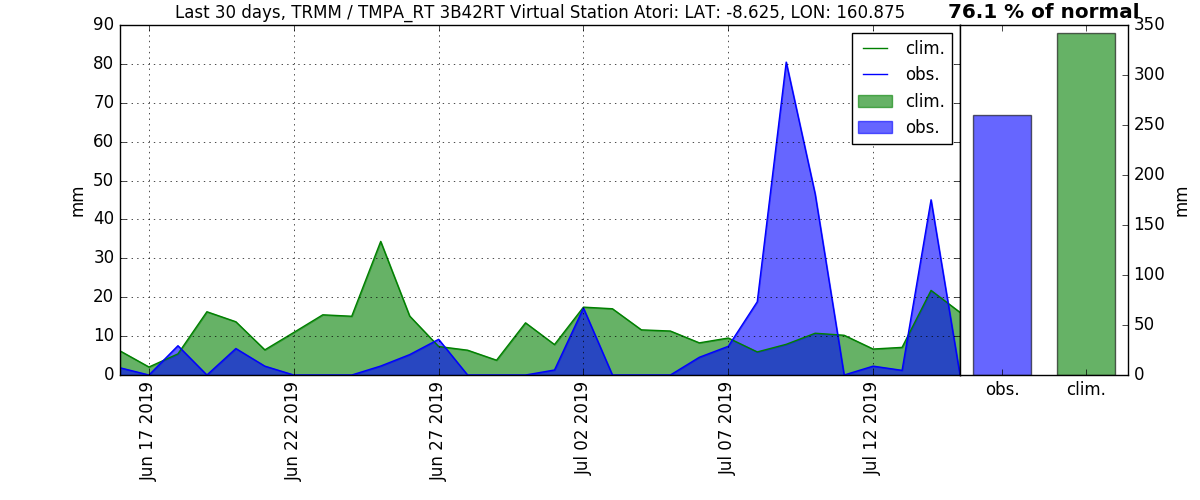 Last 30 days, TRMM / TMPA_RT 3B42RT Virtual Station Atori: LAT: -8.625, LON: 160.875
76.1 % of normal
90
80
70
60
50
40
30
20
10
0
mm
clim.
obs.
clim.
obs.
Jun 17 2019
Jun 22 2019
Jun 27 2019
Jul 02 2019
Jul 07 2019
Jul 12 2019
350
300
250
200
150
100
50
0
mm
obs.
clim.